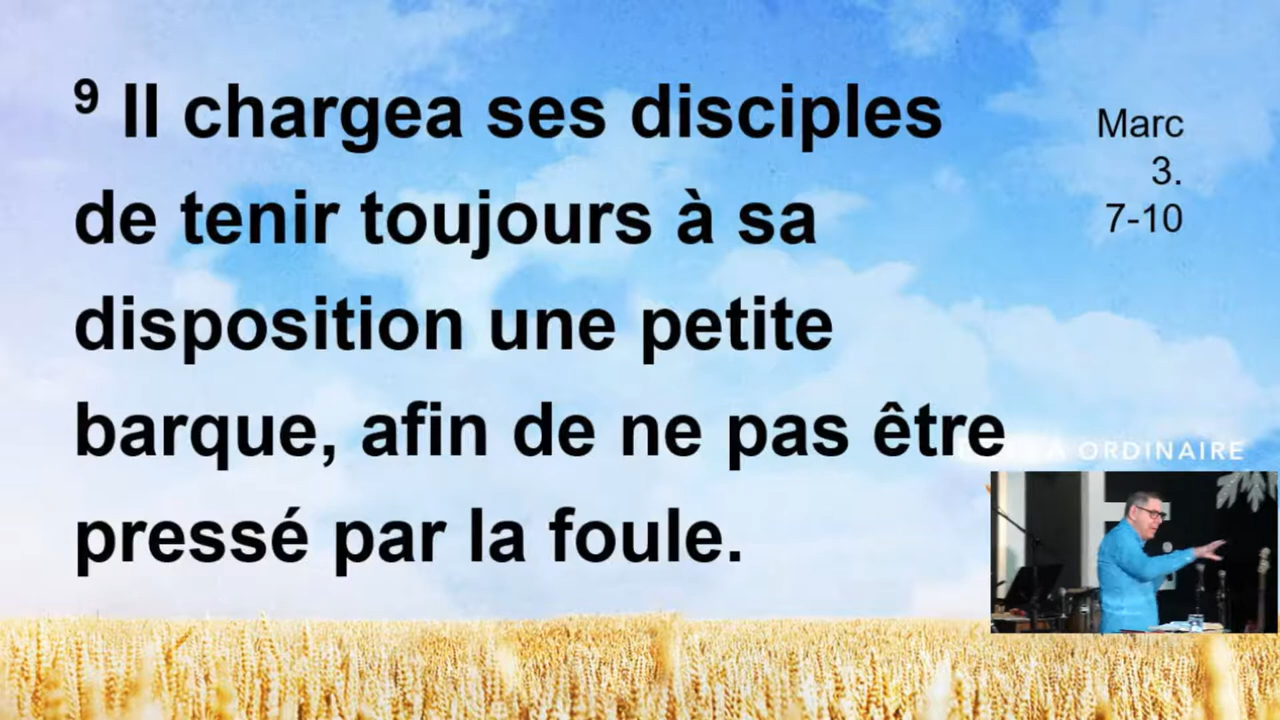 ⁹ Il chargea ses disciples
de tenir toujours à sa
disposition une petite
barque, afin de ne pas être
pressé par la foule.
Marc
3.
7-10
ORDINAIRE